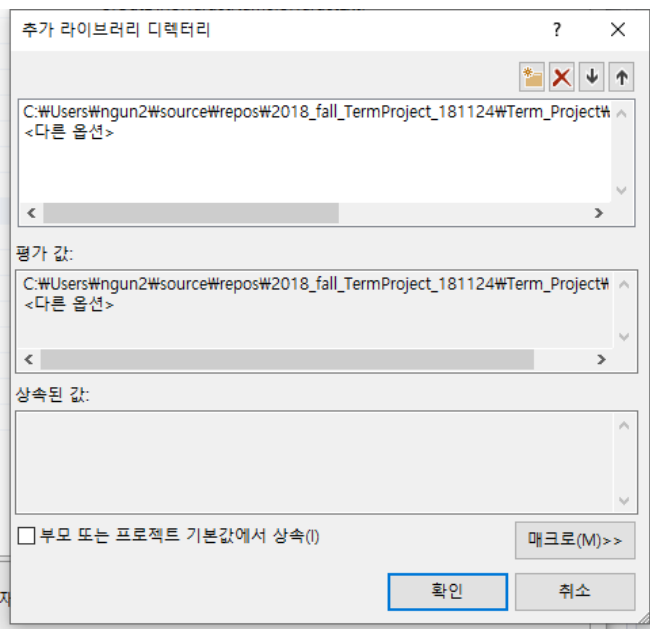 추가 라이브러리 디렉터리
C:₩Users₩ngun2₩source₩repos₩2018_fall_TermProject_181124₩Term_Project₩
<다른 옵션>
평가 값:
C:₩Users₩ngun2₩source₩repos₩2018_fall_TermProject_181124₩Term_Project₩
<다른 옵션>
상속된 값:
부모 또는 프로젝트 기본값에서 상속(I)
매크로(M)>>
확인
취소